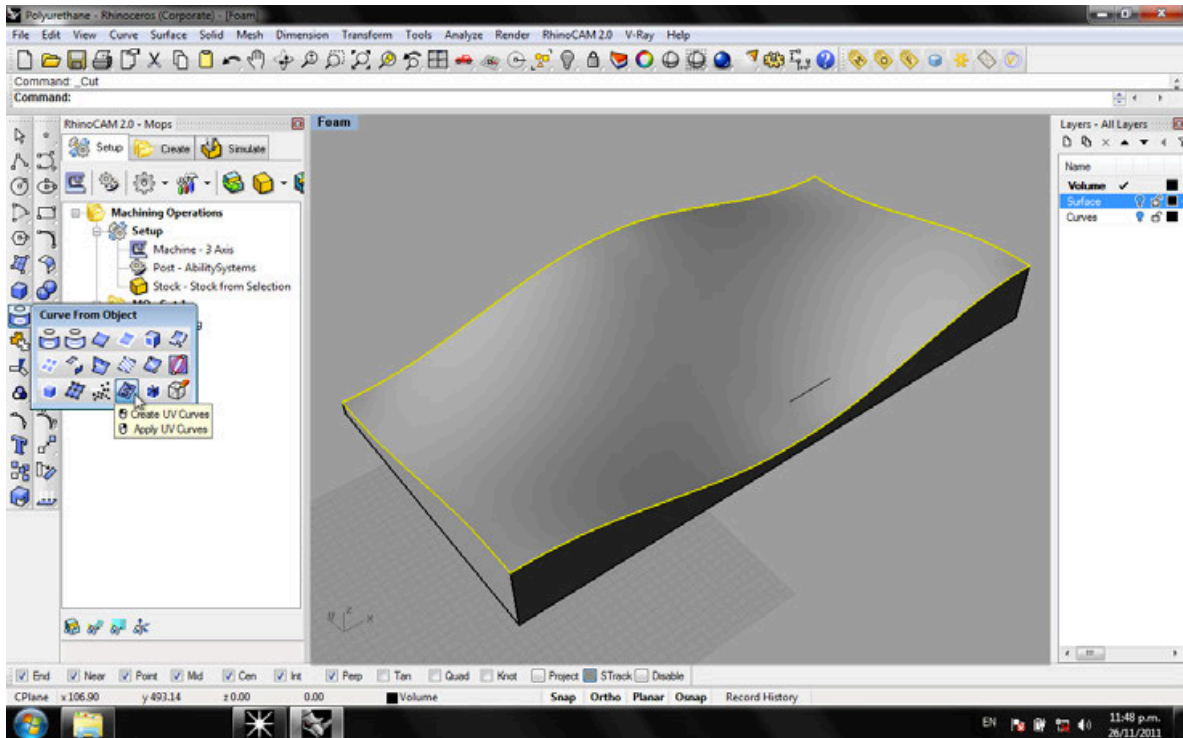 Polyurethane - Rhinoceros (Corporate) - [Foam]
File Edit View Curve Surface Solid Mesh Dimension Transform Tools Analyze Render RhinoCAM 2.0 V-Ray Help
Command: _Cut
Command:
RhinoCAM 2.0 - Mops
Setup Create Simulate
Machining Operations
Setup
Machine - 3 Axis
Post - AbilitySystems
Stock - Stock from Selection
Curve From Object
Create UV Curves
Apply UV Curves
Foam
y z x
Layers - All Layers
Name
Volume
Surface
Curves
End Near Point Mid Cen Int Perp Tan Quad Knot Project STrack Disable
CPlane x 106.90 y 493.14 z 0.00 0.00 Volume Snap Ortho Planar Osnap Record History
EN 11:48 p.m.
26/11/2011